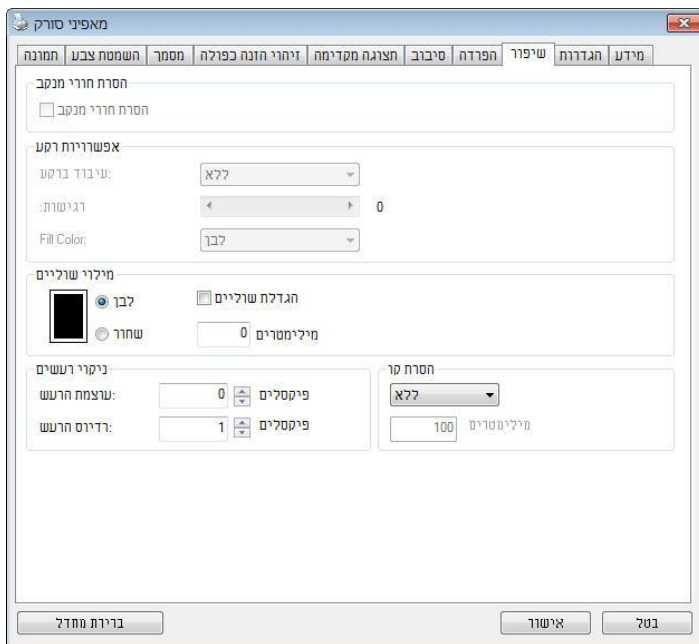 מאפיני סורק
תמונה השמטת צבע מסמך זיהוי הזנה כפולה תצוגה מקדימה סיבוב הפרדה שיפור הגדרות מידע
הסרת חורי מנקב
הסרת חורי מנקב
אפשרויות רקע
עיבוד ברקע:
ללא
רגישות:
0
Fill Color:
לבן
מילוי שוליים
לבן
הגדלת שוליים
שחור
0 מילימטרים
ניקוי רעשים
עוצמת הרעש:
0 פיקסלים
רדיוס הרעש:
1 פיקסלים
הסרת קו
ללא
100 מילימטרים
ברירת מחדל
אישור
בטל